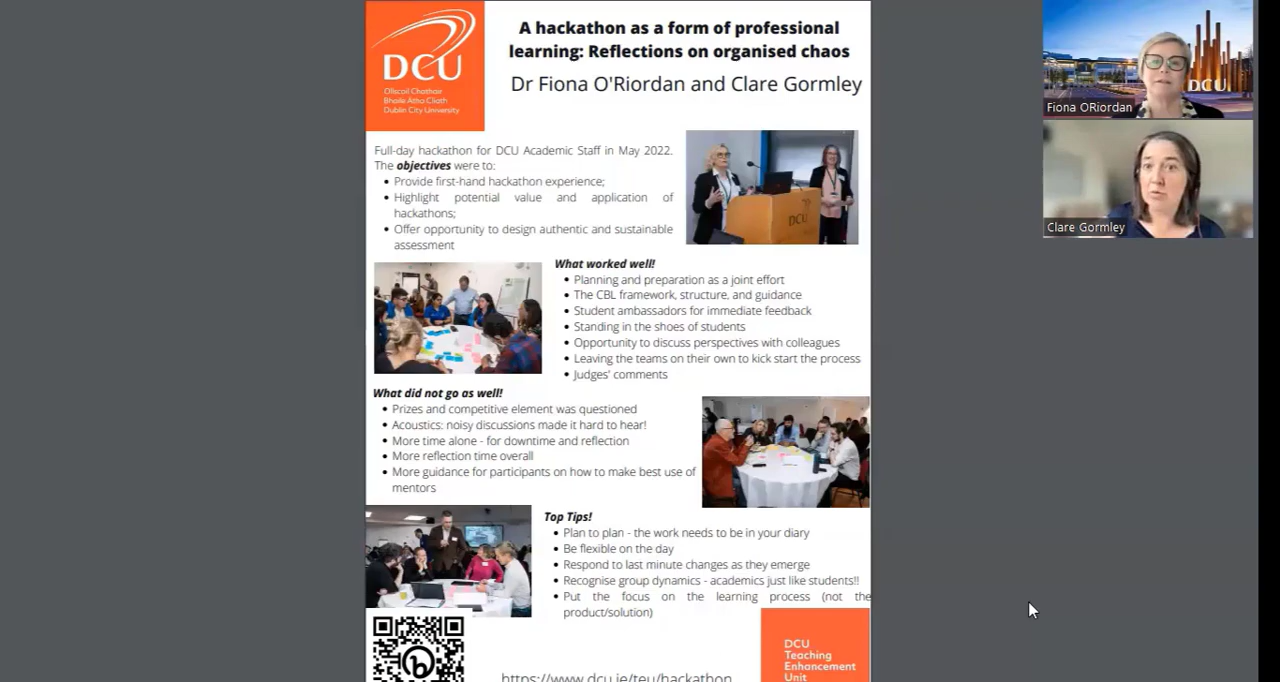 A hackathon as a form of professional
learning: Reflections on organised chaos
Dr Fiona O'Riordan and Clare Gormley
DCU
Ollscoil Chathair
Bhaile Átha Cliath
Dublin City University
Full-day hackathon for DCU Academic Staff in May 2022.
The objectives were to:
• Provide first-hand hackathon experience;
• Highlight potential value and application of
hackathons;
• Offer opportunity to design authentic and sustainable
assessment
DCU
What worked well!
• Planning and preparation as a joint effort
• The CBL framework, structure, and guidance
• Student ambassadors for immediate feedback
• Standing in the shoes of students
• Opportunity to discuss perspectives with colleagues
• Leaving the teams on their own to kick start the process
• Judges' comments
What did not go as well!
• Prizes and competitive element was questioned
• Acoustics: noisy discussions made it hard to hear!
• More time alone - for downtime and reflection
• More reflection time overall
• More guidance for participants on how to make best use of
mentors
Top Tips!
• Plan to plan - the work needs to be in your diary
• Be flexible on the day
• Respond to last minute changes as they emerge
• Recognise group dynamics - academics just like students!!
• Put the focus on the learning process (not the
product/solution)
https://www.dcu.ie/teu/hackathon
DCU
Teaching
Enhancement
Unit
DCU
Fiona ORiordan
Clare Gormley